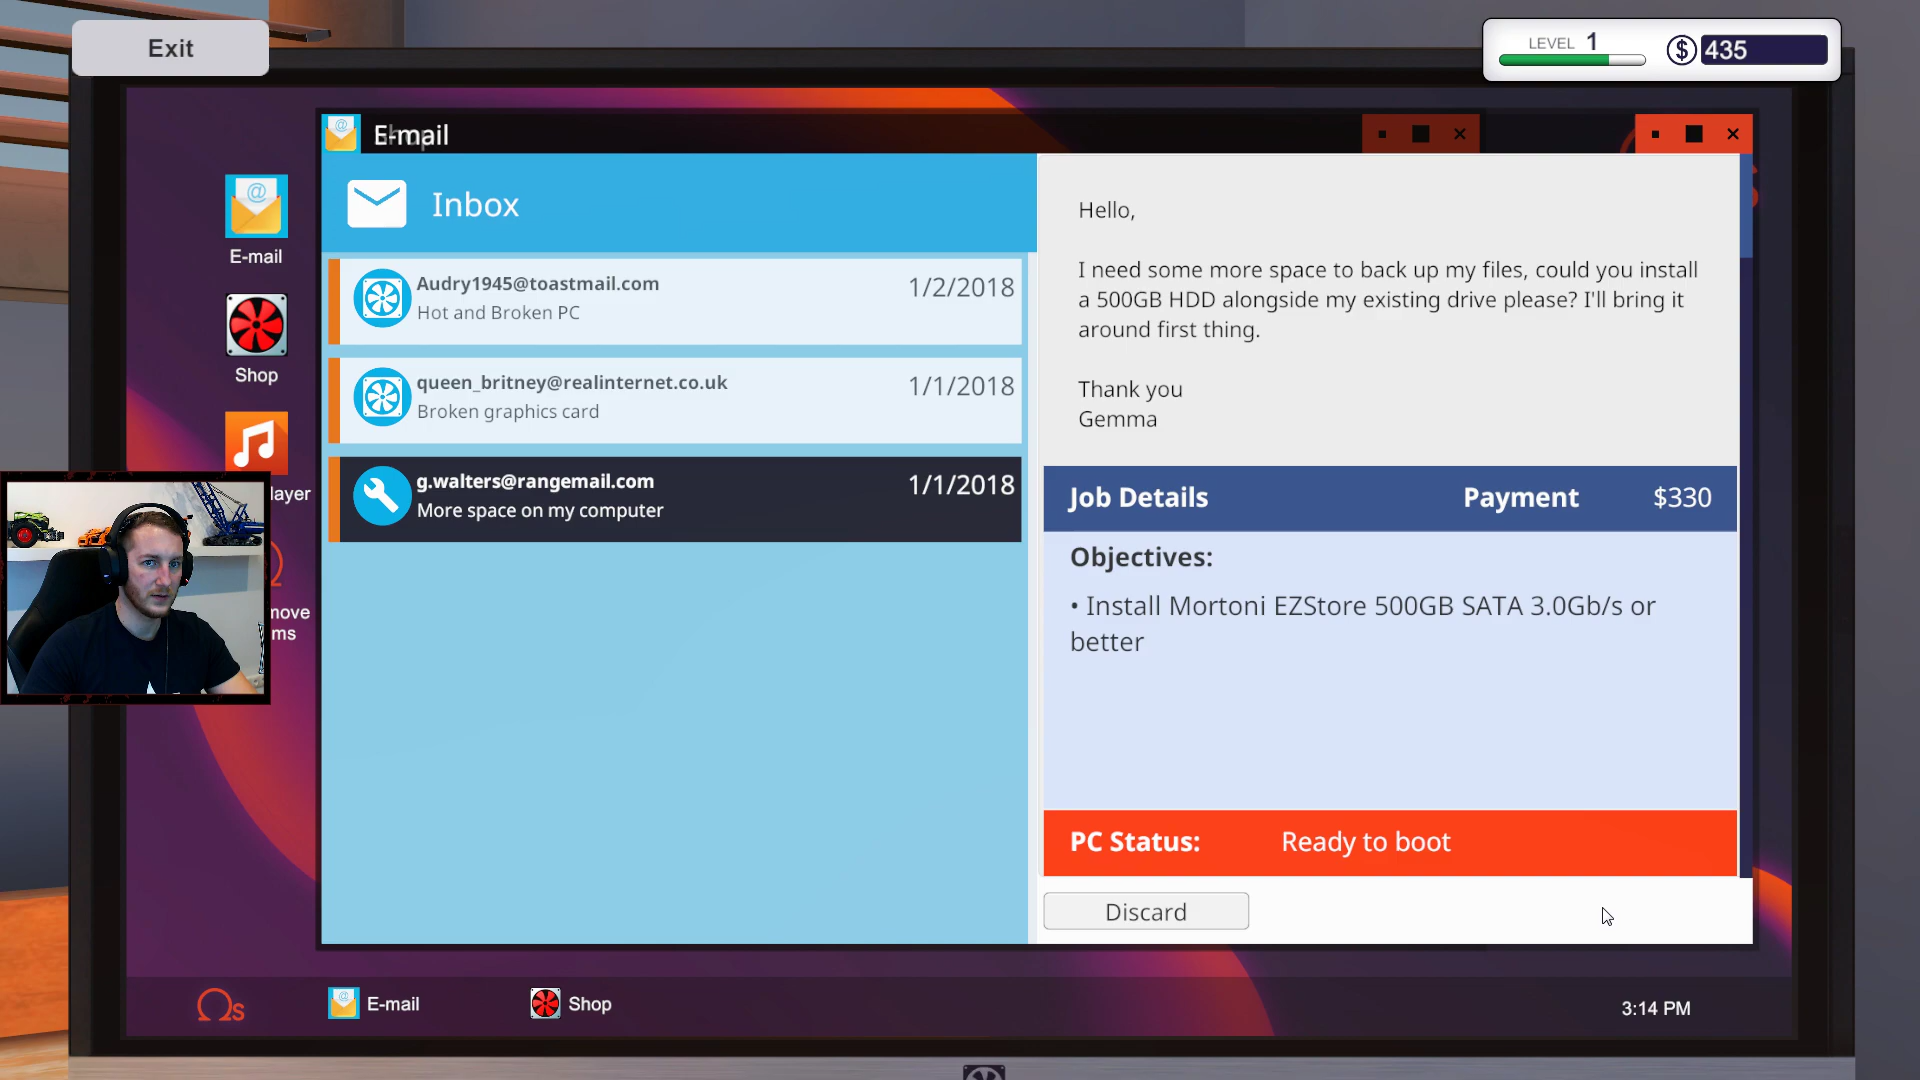 Exit
LEVEL 1
$ 435
E-mail
Inbox
Audry1945@toastmail.com
1/2/2018
Hot and Broken PC
queen_britney@realinternet.co.uk
1/1/2018
Broken graphics card
g.walters@rangemail.com
1/1/2018
More space on my computer
Hello,
I need some more space to back up my files, could you install
a 500GB HDD alongside my existing drive please? I'll bring it
around first thing.
Thank you
Gemma
Job Details Payment $330
Objectives:
• Install Mortoni EZStore 500GB SATA 3.0Gb/s or
better
PC Status: Ready to boot
Discard
E-mail
Shop
E-mail
Shop
3:14 PM